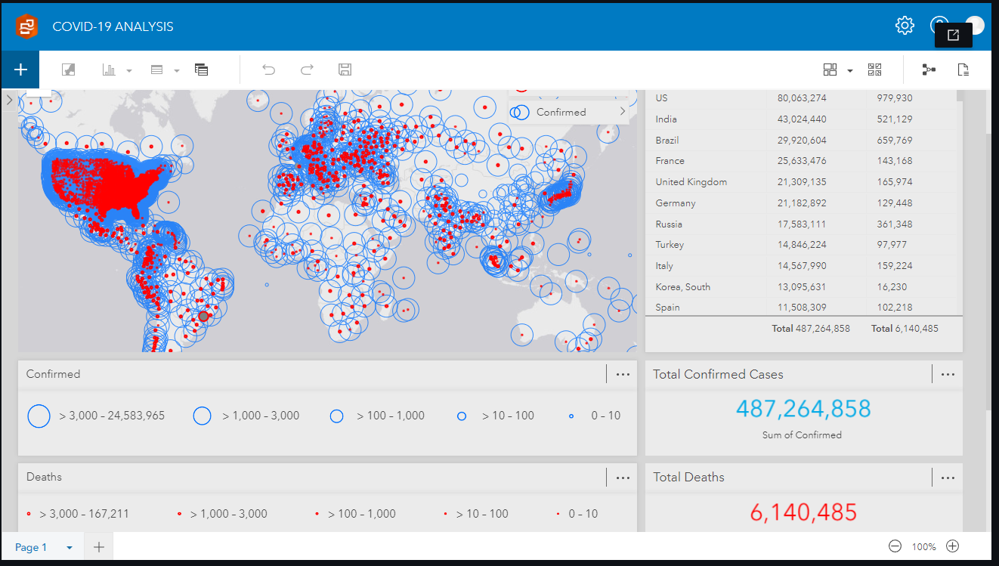 COVID-19 ANALYSIS
Confirmed
US 80,063,274 979,930
India 43,024,440 521,129
Brazil 29,920,604 659,769
France 25,633,476 143,168
United Kingdom 21,309,135 165,974
Germany 21,182,892 129,448
Russia 17,583,111 361,348
Turkey 14,846,224 97,977
Italy 14,567,990 159,224
Korea, South 13,095,631 16,230
Spain 11,508,309 102,218
Total 487,264,858 Total 6,140,485
Confirmed
> 3,000 – 24,583,965 > 1,000 – 3,000 > 100 – 1,000 > 10 – 100 0 – 10
Total Confirmed Cases
487,264,858
Sum of Confirmed
Deaths
> 3,000 – 167,211 > 1,000 – 3,000 > 100 – 1,000 > 10 – 100 0 – 10
Total Deaths
6,140,485
Page 1
100%